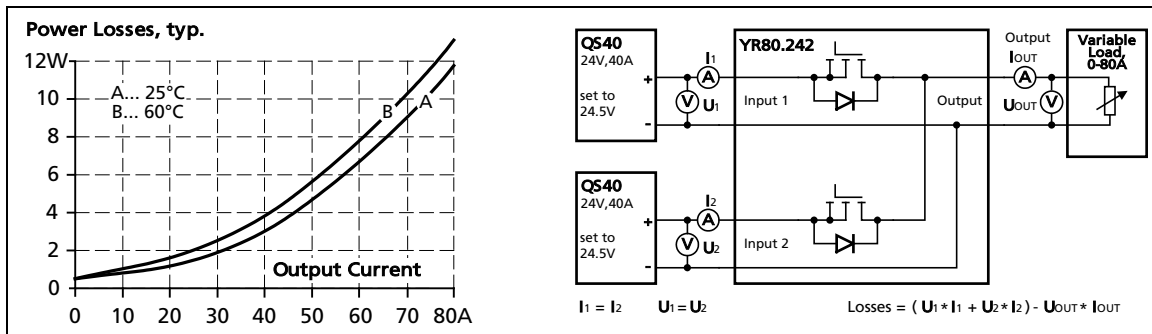 Power Losses, typ.
12W
10
8
6
4
2
0
A... 25°C
B... 60°C
B
A
Output Current
0 10 20 30 40 50 60 70 80A
QS40
24V,40A
set to
24.5V
+
-
I1
A
V
U1
YR80.242
Input 1
Output
Output
IOUT
A
UOUT
V
Variable
Load,
0-80A
QS40
24V,40A
set to
24.5V
+
-
I2
A
V
U2
Input 2
I1 = I2 U1 = U2 Losses = ( U1 * I1 + U2 * I2 ) - UOUT * IOUT